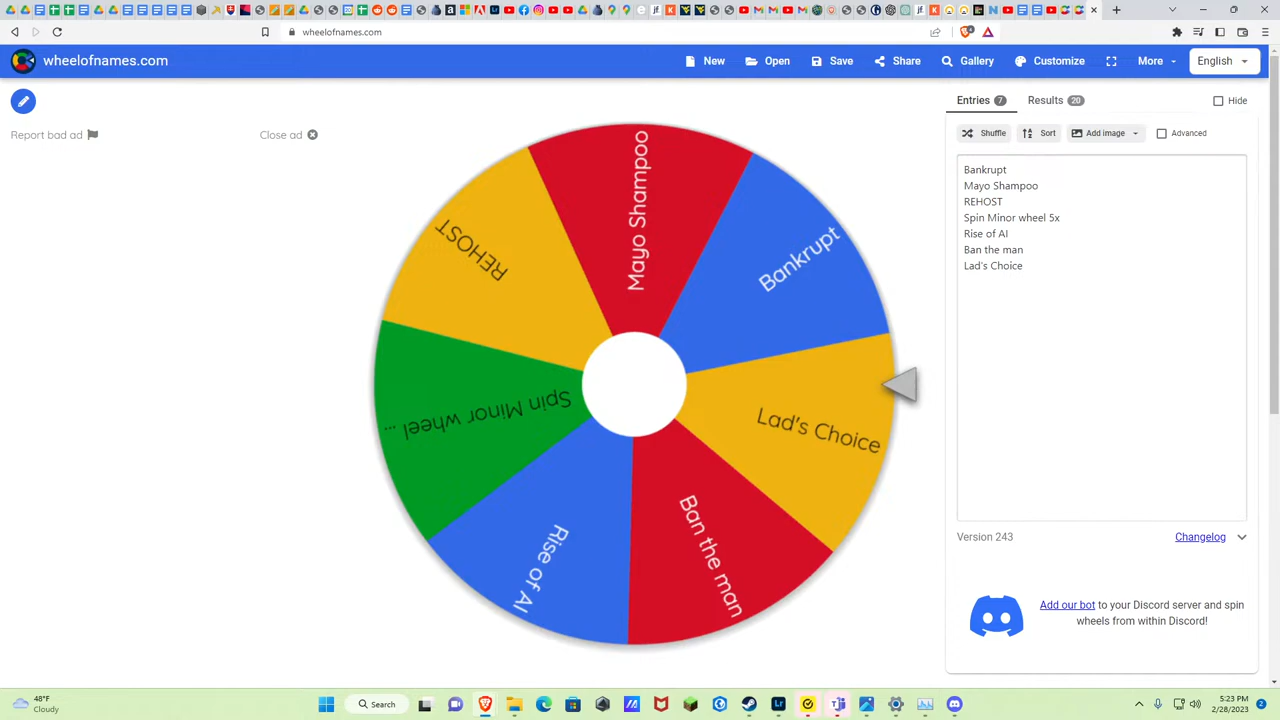 wheelofnames.com
wheelofnames.com
New
Open
Save
Share
Gallery
Customize
More
English
Report bad ad
Close ad
Entries 7
Results 20
Hide
Shuffle
Sort
Add image
Advanced
Bankrupt
Mayo Shampoo
REHOST
Spin Minor wheel 5x
Rise of AI
Ban the man
Lad's Choice
Mayo Shampoo
Bankrupt
REHOST
Spin Minor wheel ...
Lad's Choice
Rise of AI
Ban the man
Version 243
Changelog
Add our bot to your Discord server and spin
wheels from within Discord!
48°F
Cloudy
Search
5:23 PM
2/28/2023
2